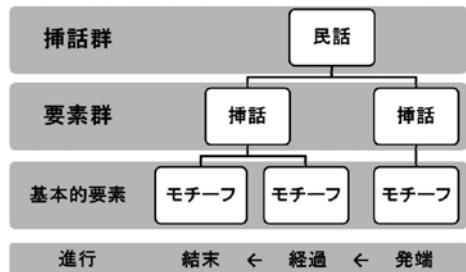 挿話群 民話
要素群 挿話 挿話
基本的要素 モチーフ モチーフ モチーフ
進行 結末 ← 経過 ← 発端